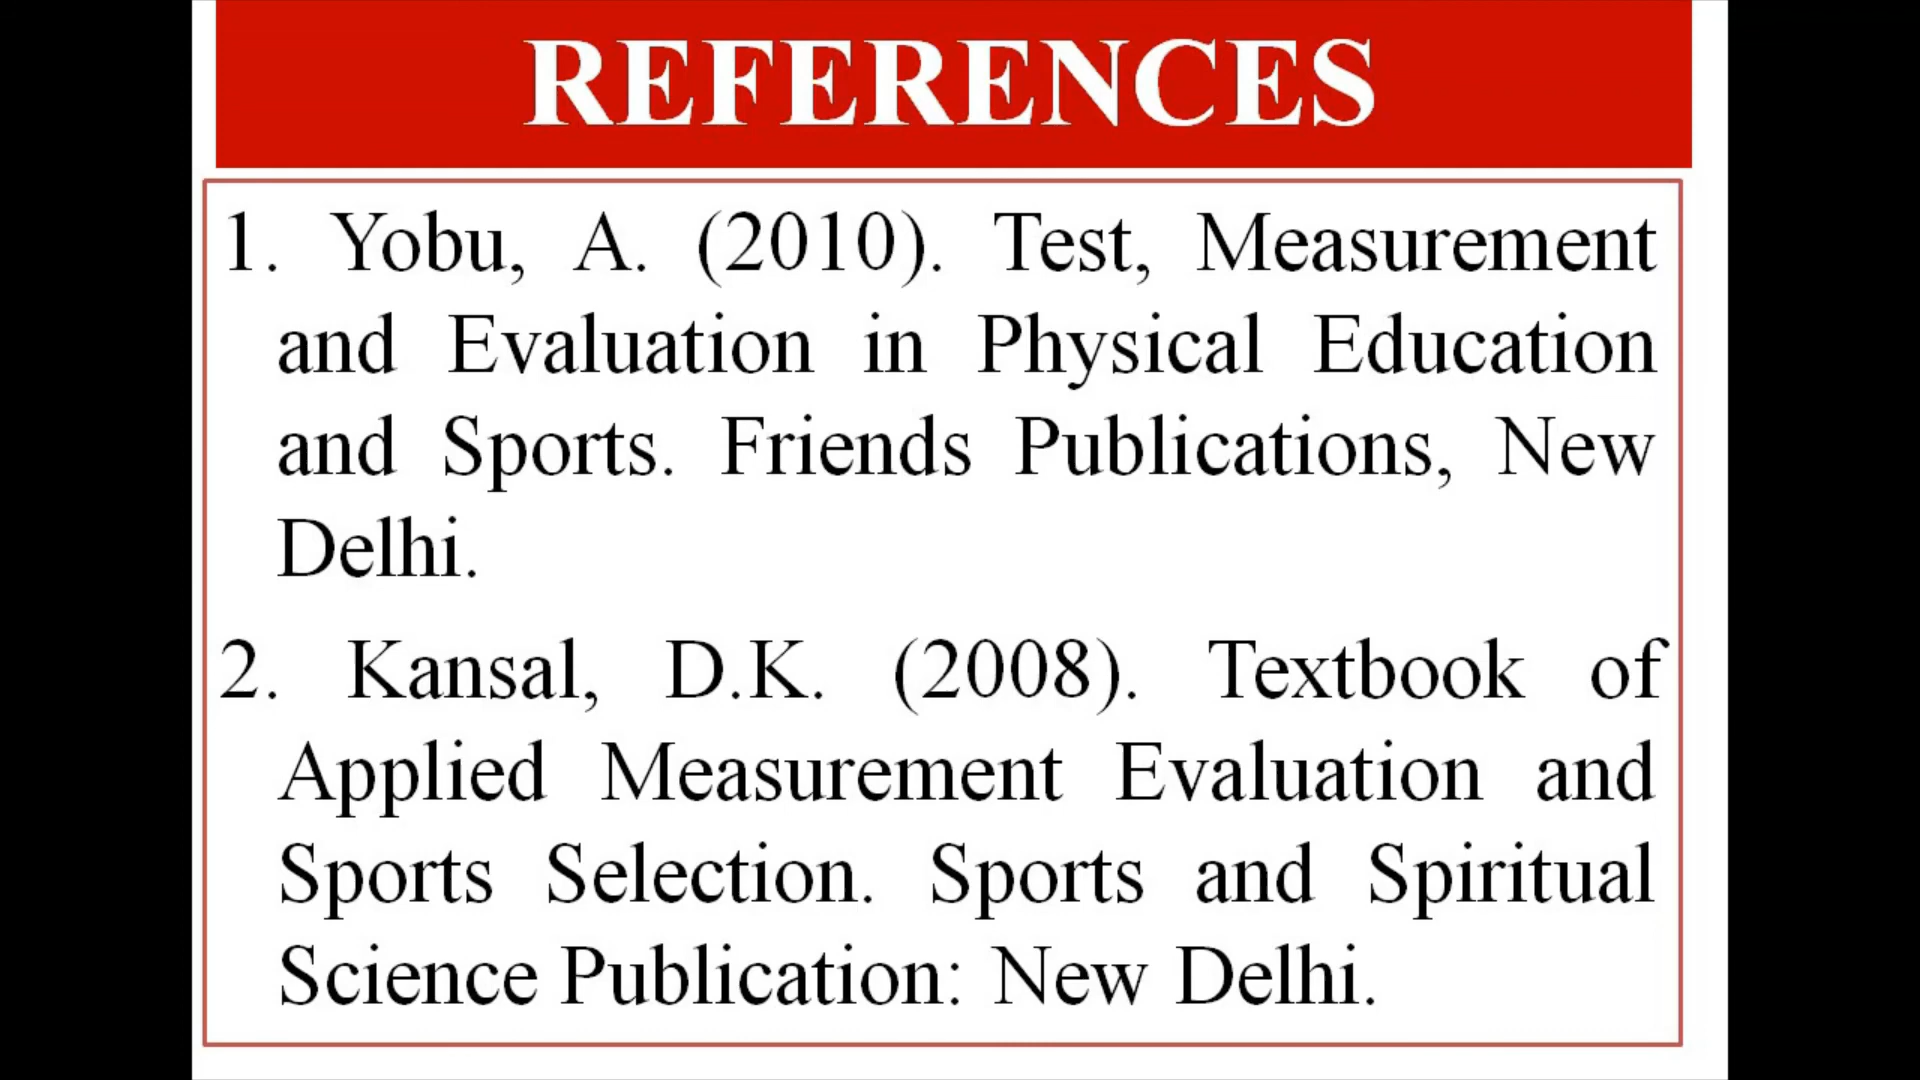 REFERENCES
1. Yobu, A. (2010). Test, Measurement
and Evaluation in Physical Education
and Sports. Friends Publications, New
Delhi.
2. Kansal, D.K. (2008). Textbook of
Applied Measurement Evaluation and
Sports Selection. Sports and Spiritual
Science Publication: New Delhi.